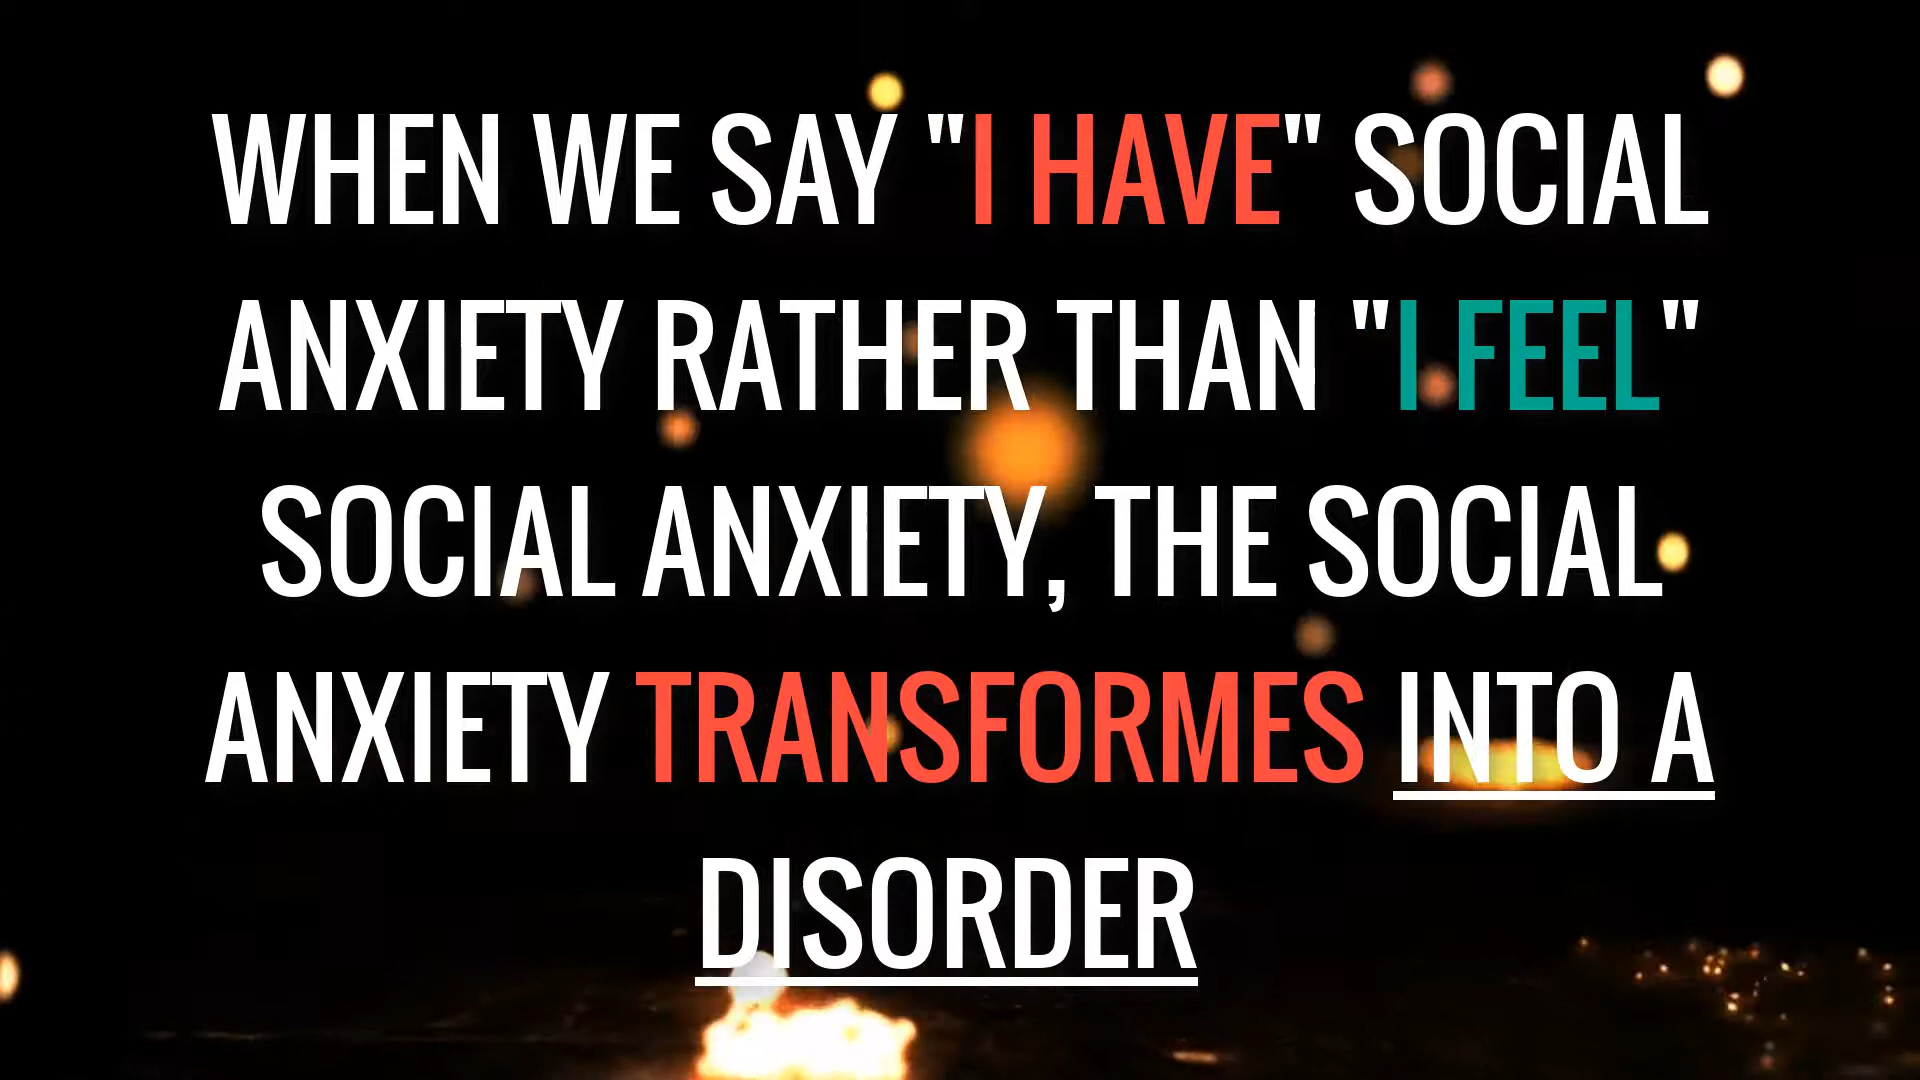 WHEN WE SAY "I HAVE" SOCIAL
ANXIETY RATHER THAN "I FEEL"
SOCIAL ANXIETY, THE SOCIAL
ANXIETY TRANSFORMES INTO A
DISORDER